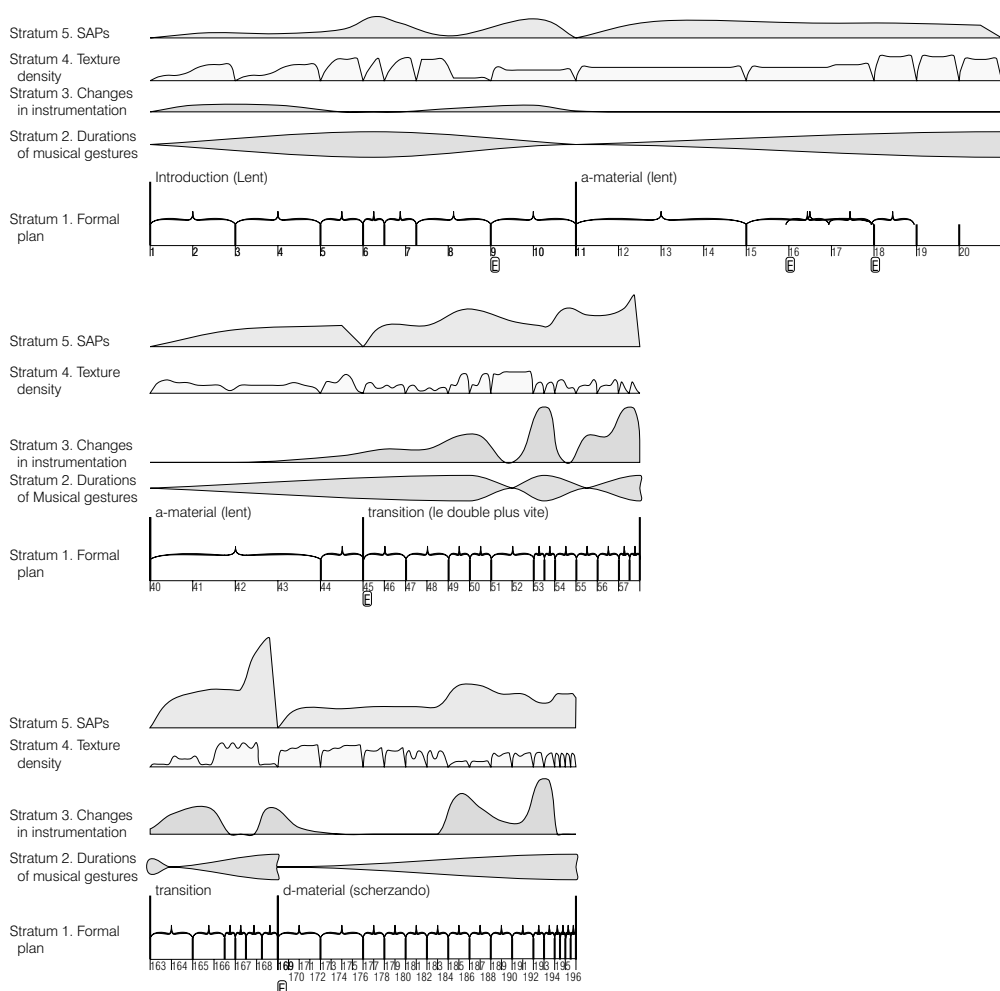 Stratum 5. SAPs
Stratum 4. Texture
density
Stratum 3. Changes
in instrumentation
Stratum 2. Durations
of musical gestures
Introduction (Lent)
a-material (lent)
Stratum 1. Formal
plan
1 2 3 4 5 6 7 8 9 10 11 12 13 14 15 16 17 18 19 20
E E E
Stratum 5. SAPs
Stratum 4. Texture
density
Stratum 3. Changes
in instrumentation
Stratum 2. Durations
of Musical gestures
a-material (lent)
transition (le double plus vite)
Stratum 1. Formal
plan
40 41 42 43 44 45 46 47 48 49 50 51 52 53 54 55 56 57
E
Stratum 5. SAPs
Stratum 4. Texture
density
Stratum 3. Changes
in instrumentation
Stratum 2. Durations
of musical gestures
transition
d-material (scherzando)
Stratum 1. Formal
plan
163 164 165 166 167 168 169 171 173 175 177 179 181 183 185 187 189 191 193 195
170 172 174 176 178 180 182 184 186 188 190 192 194 196
E